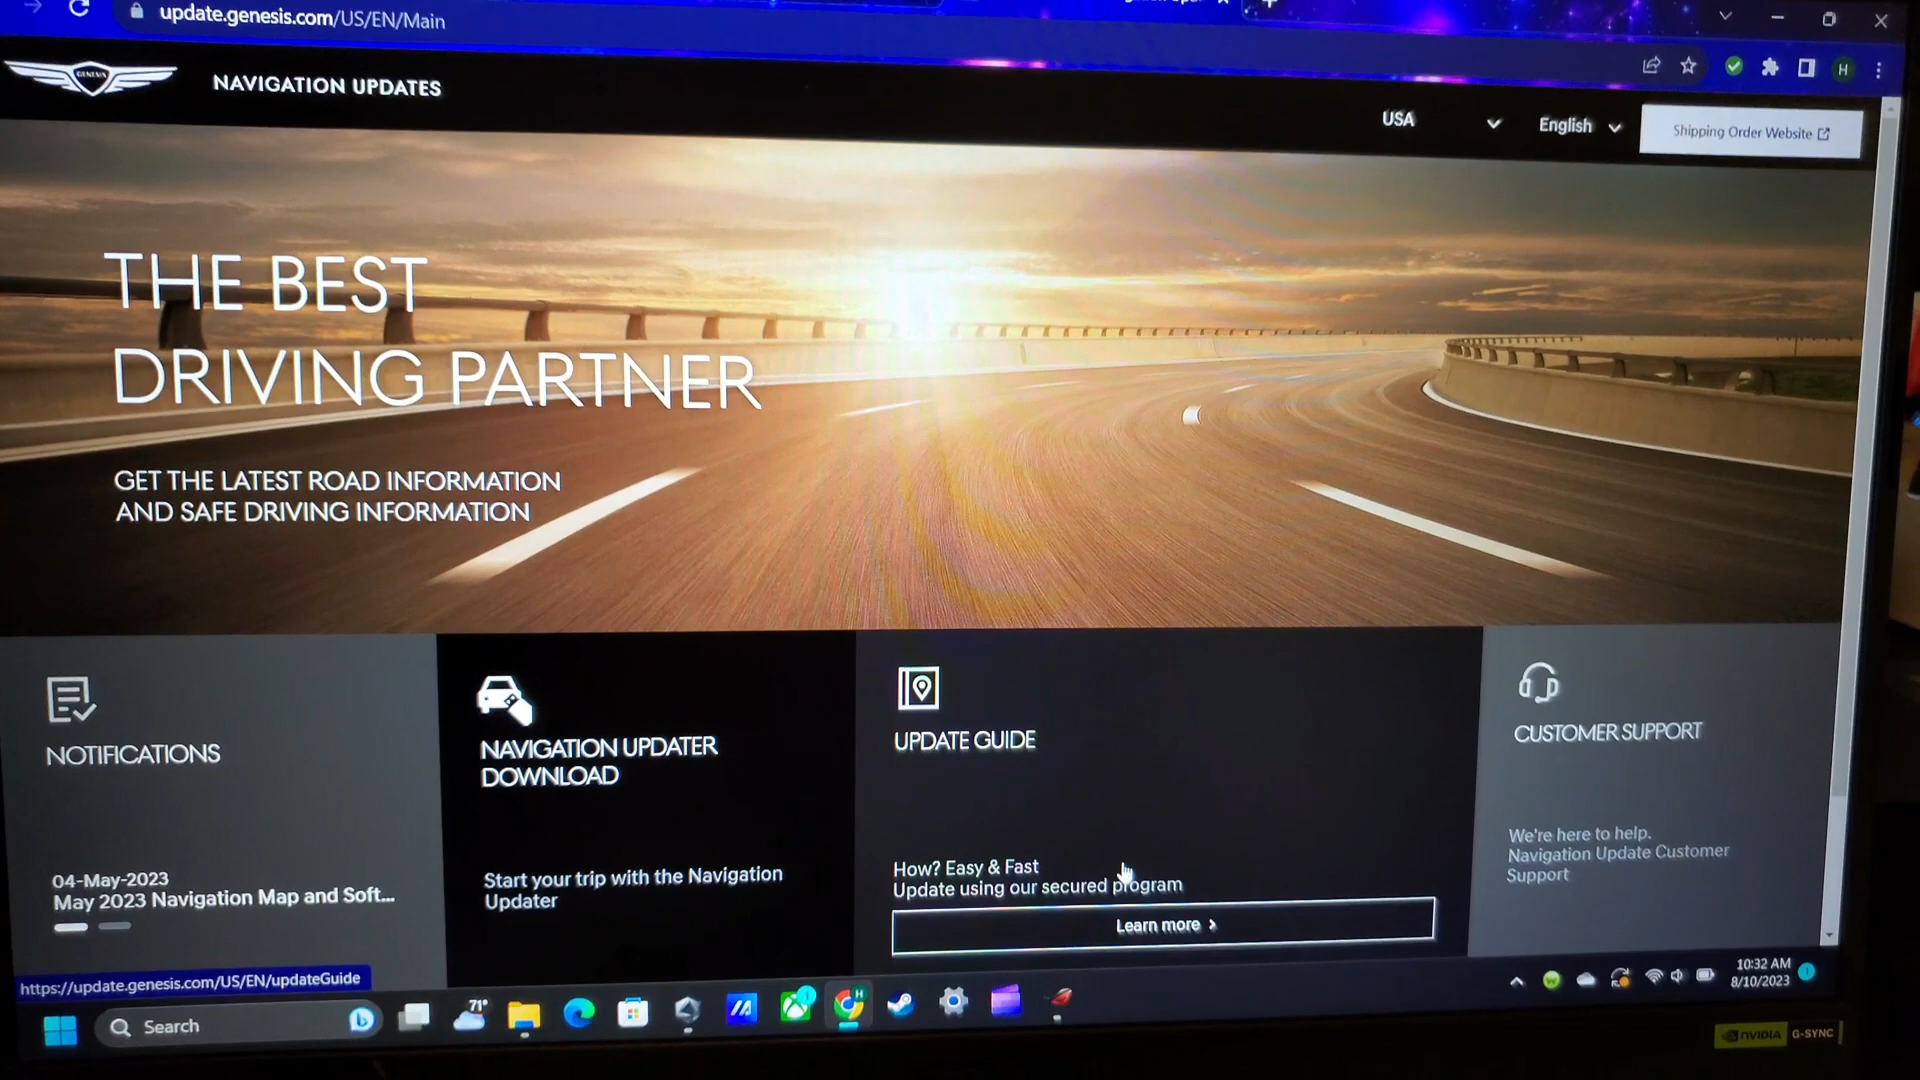 update.genesis.com/US/EN/Main
GENESIS
NAVIGATION UPDATES
USA
English
Shipping Order Website
H
THE BEST
DRIVING PARTNER
GET THE LATEST ROAD INFORMATION
AND SAFE DRIVING INFORMATION
NOTIFICATIONS
04-May-2023
May 2023 Navigation Map and Soft...
NAVIGATION UPDATER
DOWNLOAD
Start your trip with the Navigation
Updater
UPDATE GUIDE
How? Easy & Fast
Update using our secured program
Learn more >
CUSTOMER SUPPORT
We're here to help.
Navigation Update Customer
Support
https://update.genesis.com/US/EN/updateGuide
Search
71°
1
H
10:32 AM
8/10/2023
1
NVIDIA G-SYNC